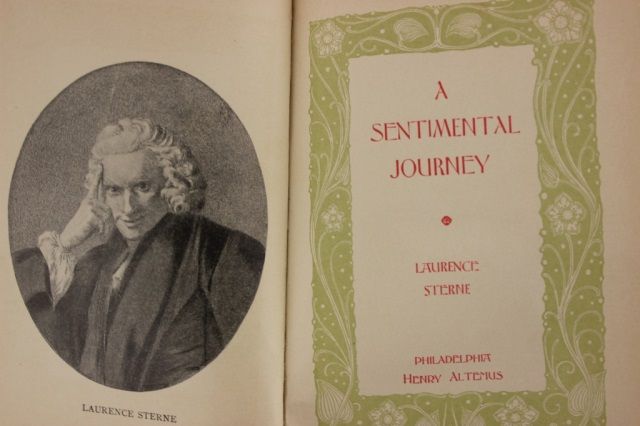 LAURENCE STERNE
A
SENTIMENTAL
JOURNEY
LAURENCE
STERNE
PHILADELPHIA
HENRY ALTEMUS